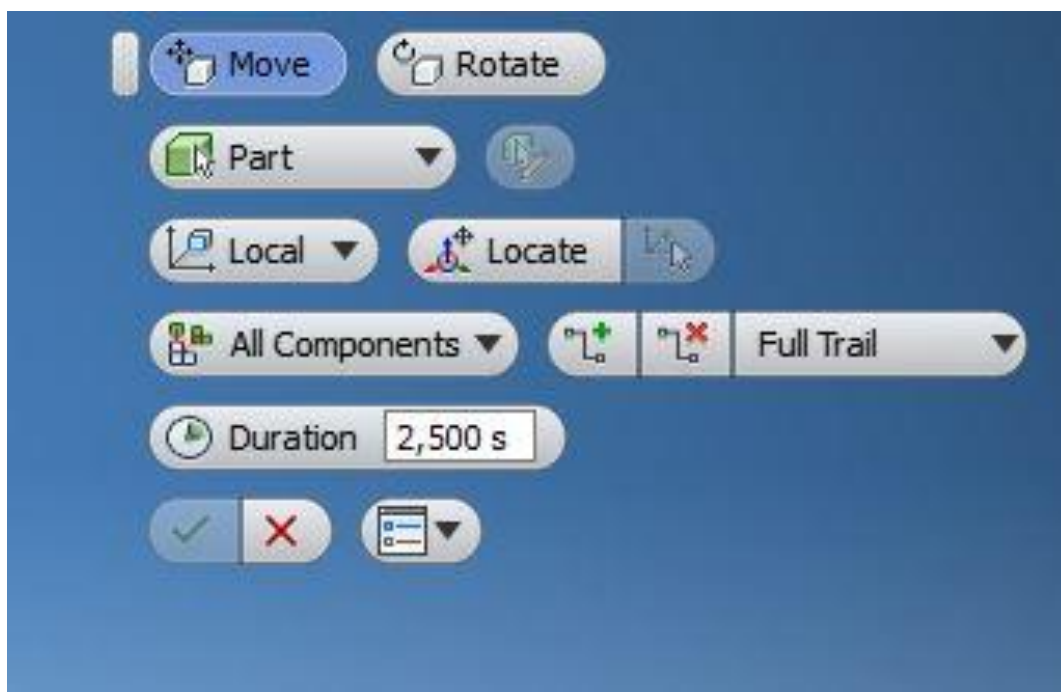 Move Rotate
Part
Local Locate
All Components Full Trail
Duration 2,500 s